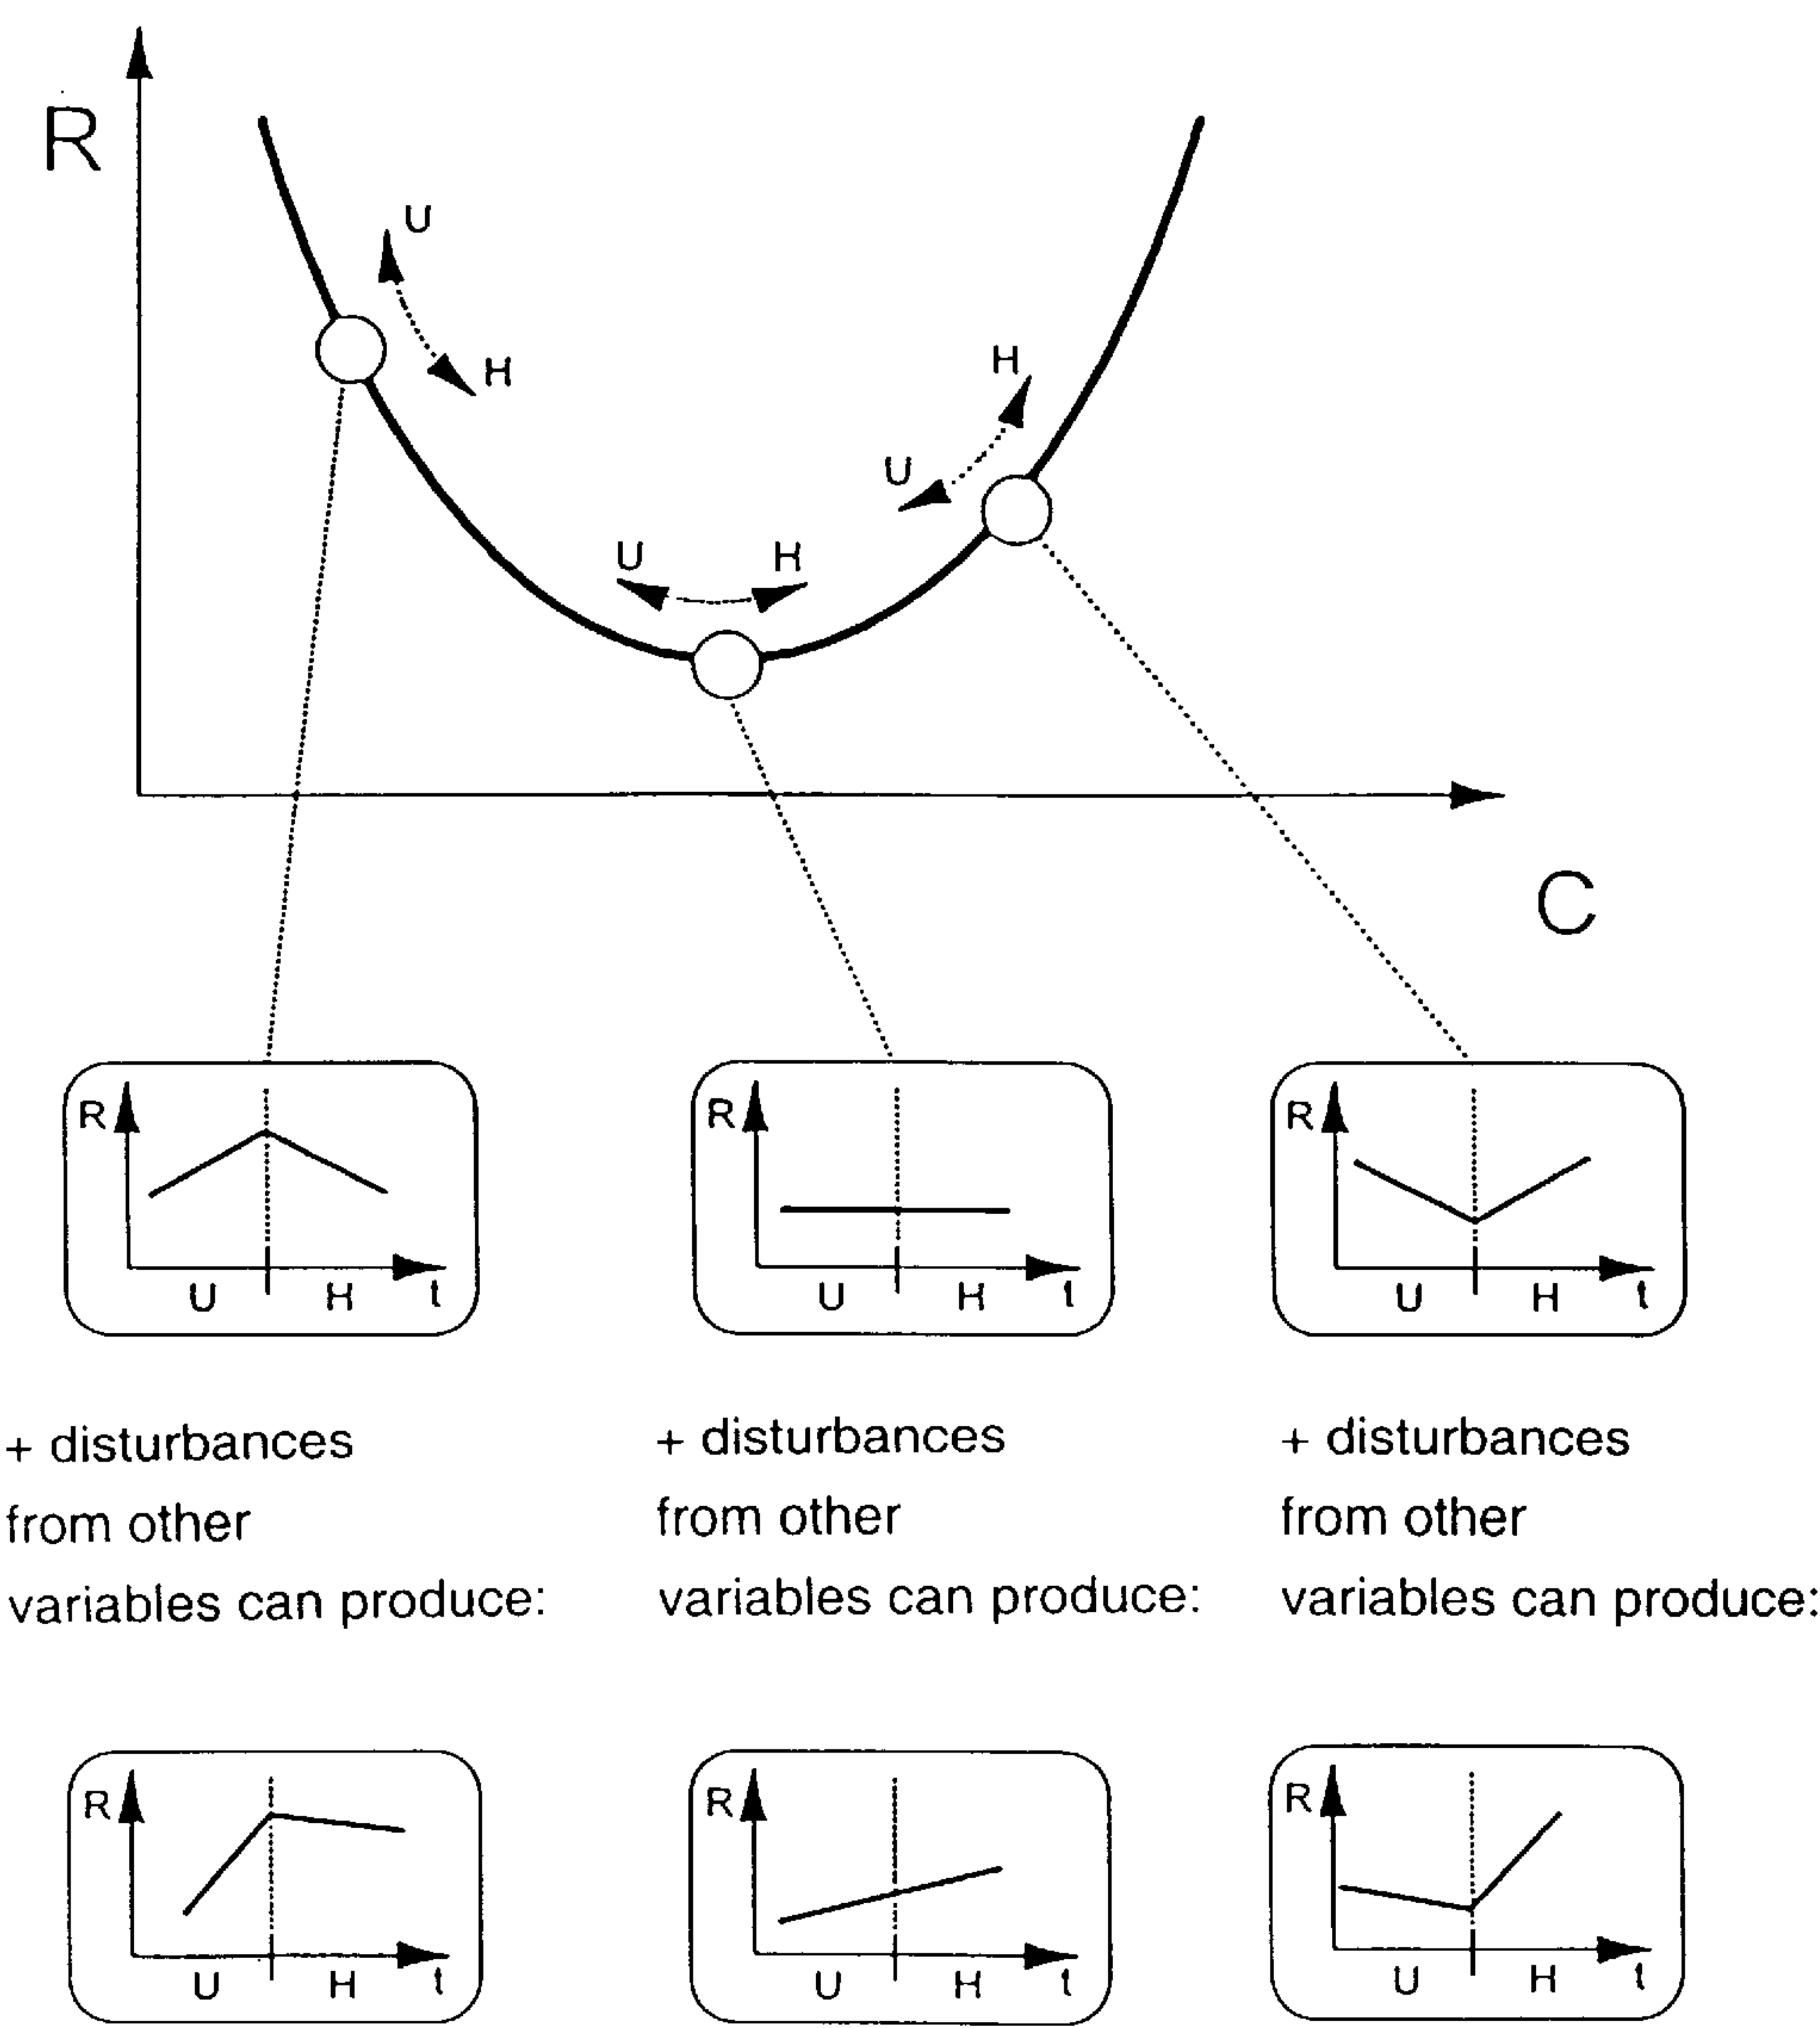 R
U
H
H
U
U
H
C
R
U H t
R
U H t
R
U H t
+ disturbances
from other
variables can produce:
+ disturbances
from other
variables can produce:
+ disturbances
from other
variables can produce:
R
U H t
R
U H t
R
U H t